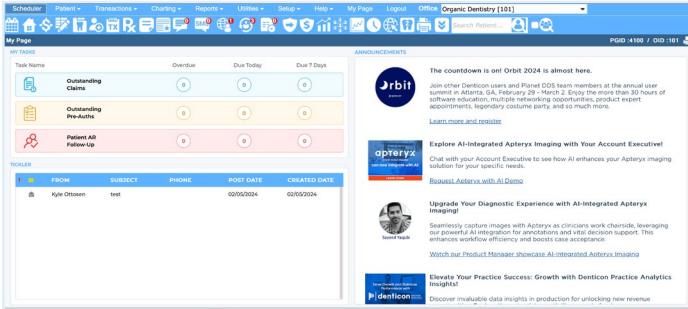 Scheduler Patient Transactions Charting Reports Utilities Setup Help My Page Logout Office Organic Dentistry [101]
Search Patient...
My Page PGID :4100 / OID :101
MY TASKS
Task Name Overdue Due Today Due 7 Days
Outstanding
Claims
0 0 0
Outstanding
Pre-Auths
0 0 0
Patient AR
Follow-Up
0 0 0
TICKLER
! FROM SUBJECT PHONE POST DATE CREATED DATE
Kyle Ottosen test 02/05/2024 02/05/2024
ANNOUNCEMENTS
Orbit
The countdown is on! Orbit 2024 is almost here.
Join other Denticon users and Planet DDS team members at the annual user
summit in Atlanta, GA, February 29 - March 2. Enjoy the more than 30 hours of
software education, multiple networking opportunities, product expert
appointments, legendary costume party, and so much more.
Learn more and register
apteryx
Explore AI-Integrated Apteryx Imaging with Your Account Executive!
Chat with your Account Executive to see how AI enhances your Apteryx imaging
solution for your specific needs.
Request Apteryx with AI Demo
Sayeed Yaqubi
Upgrade Your Diagnostic Experience with AI-Integrated Apteryx
Imaging!
Seamlessly capture images with Apteryx as clinicians work chairside, leveraging
our powerful AI integration for annotations and vital decision support. This
enhances workflow efficiency and boosts case acceptance.
Watch our Product Manager showcase AI-Integrated Apteryx Imaging
denticon
Elevate Your Practice Success: Growth with Denticon Practice Analytics
Insights!
Discover invaluable data insights in production for unlocking new revenue